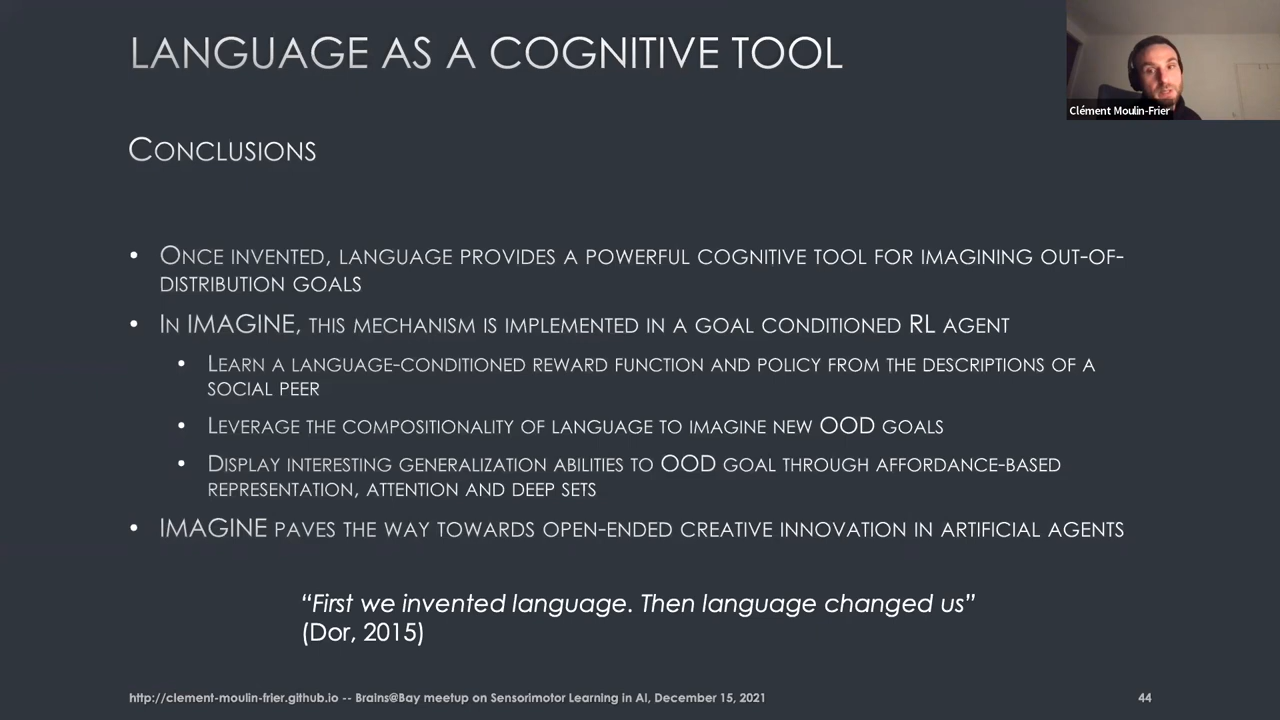 LANGUAGE AS A COGNITIVE TOOL
Clément Moulin-Frier
CONCLUSIONS
• ONCE INVENTED, LANGUAGE PROVIDES A POWERFUL COGNITIVE TOOL FOR IMAGINING OUT-OF-
DISTRIBUTION GOALS
• IN IMAGINE, THIS MECHANISM IS IMPLEMENTED IN A GOAL CONDITIONED RL AGENT
• LEARN A LANGUAGE-CONDITIONED REWARD FUNCTION AND POLICY FROM THE DESCRIPTIONS OF A
SOCIAL PEER
• LEVERAGE THE COMPOSITIONALITY OF LANGUAGE TO IMAGINE NEW OOD GOALS
• DISPLAY INTERESTING GENERALIZATION ABILITIES TO OOD GOAL THROUGH AFFORDANCE-BASED
REPRESENTATION, ATTENTION AND DEEP SETS
• IMAGINE PAVES THE WAY TOWARDS OPEN-ENDED CREATIVE INNOVATION IN ARTIFICIAL AGENTS
“First we invented language. Then language changed us”
(Dor, 2015)
http://clement-moulin-frier.github.io -- Brains@Bay meetup on Sensorimotor Learning in AI, December 15, 2021
44